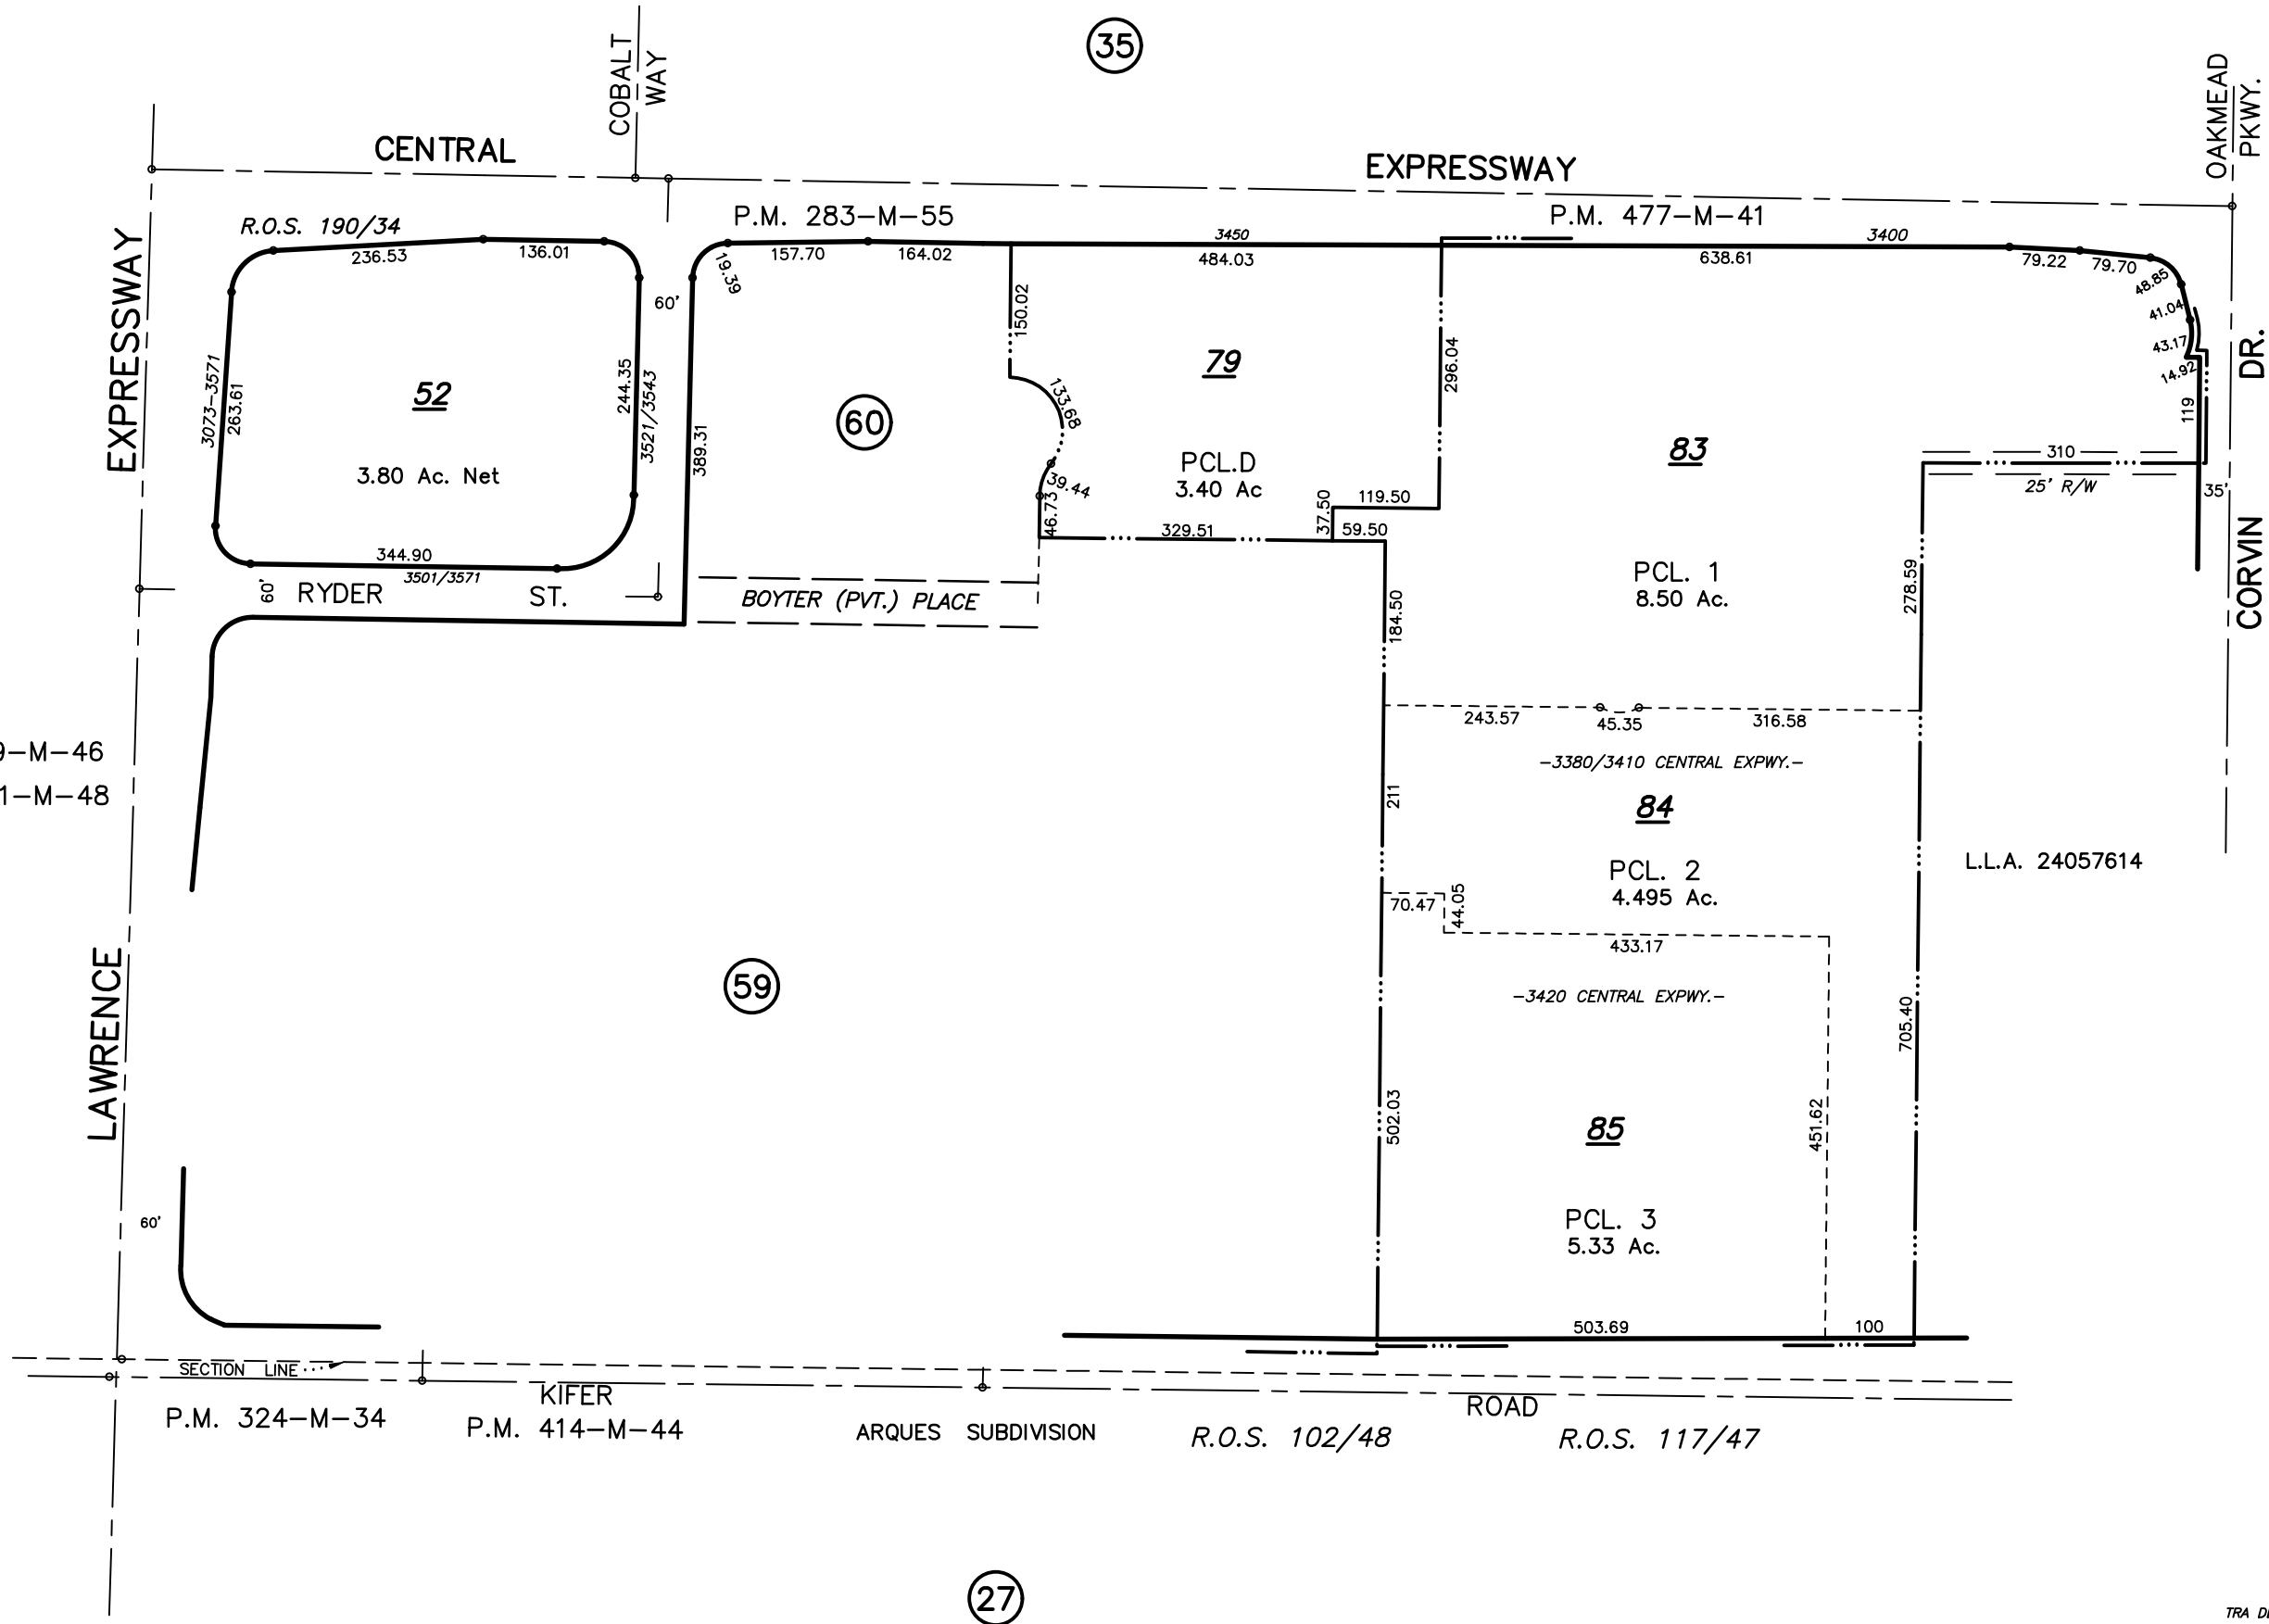 35
COBALT
WAY
OAKMEAD
PKWY.
CENTRAL
EXPRESSWAY
R.O.S. 190/34
P.M. 283-M-55
P.M. 477-M-41
236.53
136.01
19.39
157.70
164.02
3450
484.03
3400
638.61
79.22
79.70
48.85
41.04
43.17
14.92
119
60'
EXPRESSWAY
3073-3571
263.61
52
3.80 Ac. Net
244.35
3521/3543
389.31
60
150.02
133.68
39.44
46.73
79
PCL.D
3.40 Ac
296.04
119.50
37.50
59.50
329.51
83
PCL. 1
8.50 Ac.
310
25' R/W
35'
DR.
CORVIN
344.90
3501/3571
60'
RYDER ST.
BOYTER (PVT.) PLACE
184.50
278.59
243.57
45.35
316.58
9-M-46
1-M-48
-3380/3410 CENTRAL EXPWY.-
211
84
PCL. 2
4.495 Ac.
L.L.A. 24057614
70.47
44.05
433.17
59
-3420 CENTRAL EXPWY.-
705.40
LAWRENCE
502.03
451.62
85
PCL. 3
5.33 Ac.
60'
503.69
100
SECTION LINE
KIFER
ROAD
P.M. 324-M-34
P.M. 414-M-44
ARQUES SUBDIVISION
R.O.S. 102/48
R.O.S. 117/47
27
TRA